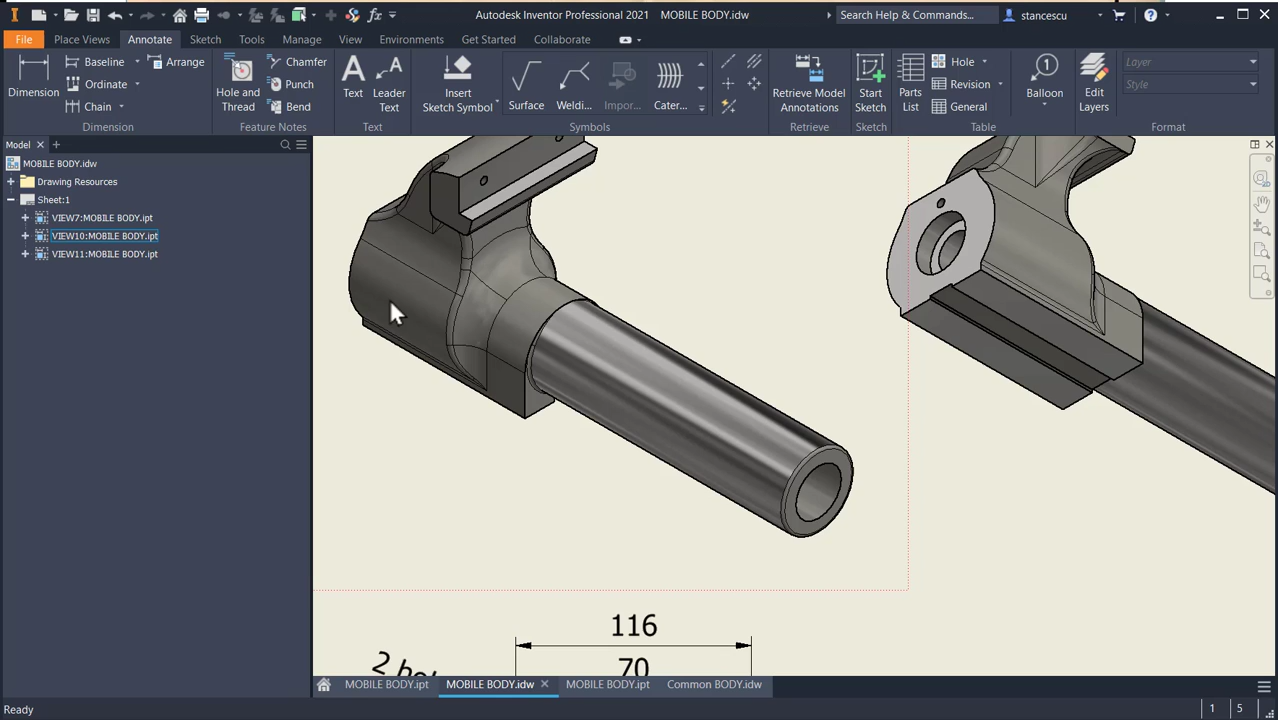 Autodesk Inventor Professional 2021 MOBILE BODY.idw
Search Help & Commands...
stancescu
File Place Views Annotate Sketch Tools Manage View Environments Get Started Collaborate
Dimension
Baseline
Ordinate
Chain
Arrange
Dimension
Hole and Thread
Chamfer
Punch
Bend
Feature Notes
Text
Leader Text
Text
Insert Sketch Symbol
Surface
Weldi...
Impor...
Cater...
Symbols
Retrieve Model Annotations
Retrieve
Start Sketch
Sketch
Parts List
Hole
Revision
General
Table
Balloon
Edit Layers
Layer
Style
Format
Model
MOBILE BODY.idw
Drawing Resources
Sheet:1
VIEW7:MOBILE BODY.ipt
VIEW10:MOBILE BODY.ipt
VIEW11:MOBILE BODY.ipt
116
70
MOBILE BODY.ipt MOBILE BODY.idw MOBILE BODY.ipt Common BODY.idw
Ready 1 5